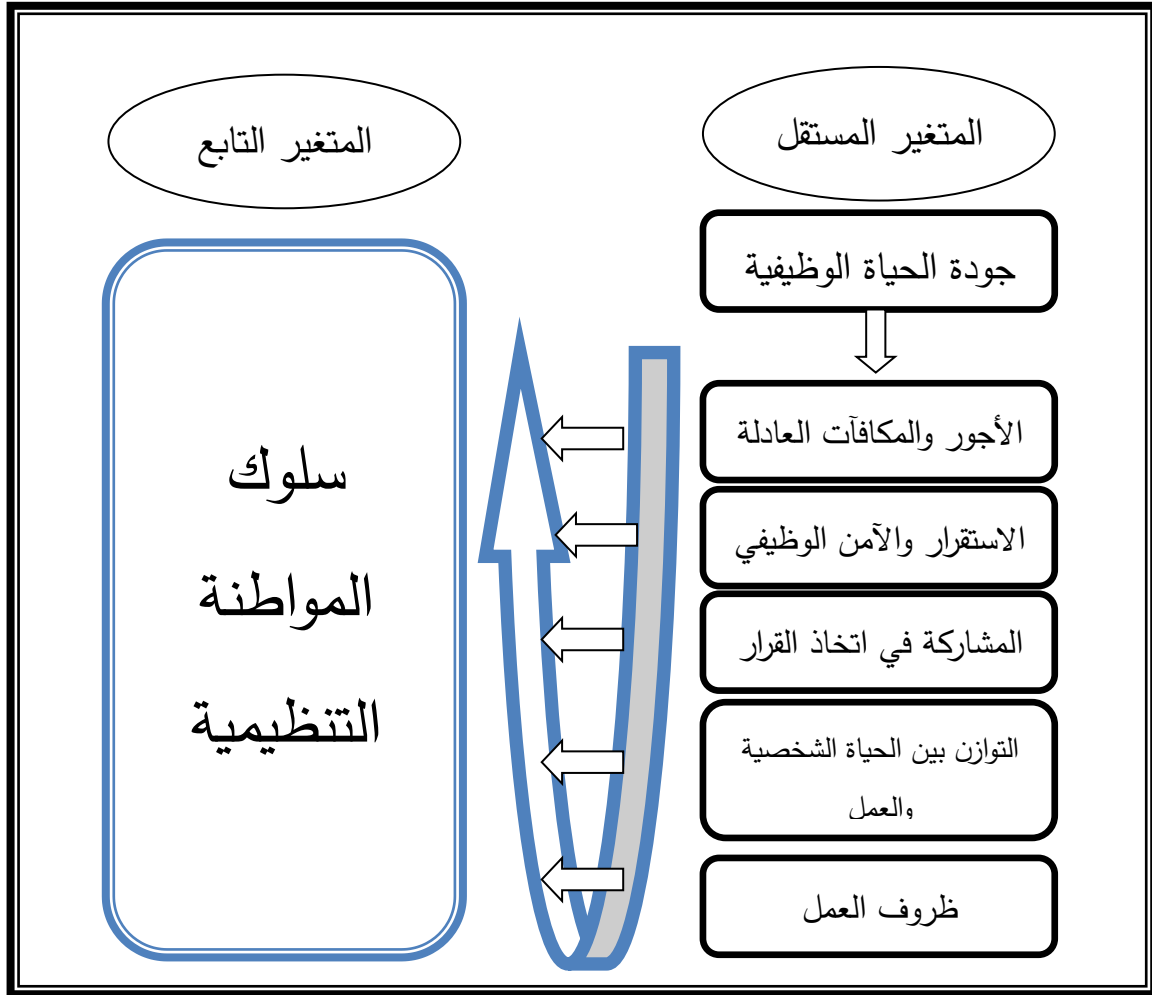 المتغير المستقل
المتغير التابع
جودة الحياة الوظيفية
الأجور والمكافآت العادلة
الاستقرار والآمن الوظيفي
المشاركة في اتخاذ القرار
التوازن بين الحياة الشخصية
والعمل
ظروف العمل
سلوك
المواطنة
التنظيمية